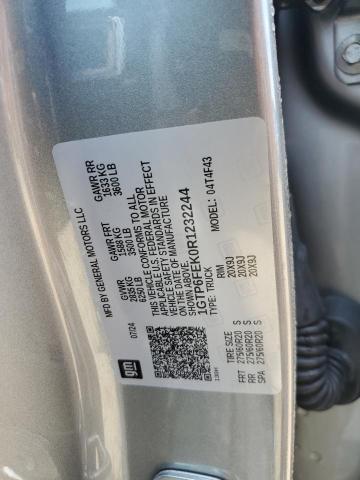 MFD BY GENERAL MOTORS LLC
07/24
GVWR
2835 KG
6250 LB
GAWR FRT
1588 KG
3500 LB
GAWR RR
1633 KG
3600 LB
THIS VEHICLE CONFORMS TO ALL
APPLICABLE U.S. FEDERAL MOTOR
VEHICLE SAFETY STANDARDS IN EFFECT
ON THE DATE OF MANUFACTURE
SHOWN ABOVE.
1GTP6FEK0R1232244
TYPE: TRUCK
04T4F43
gm
TIRE SIZE RIM
FRT 275/60R20 S 20X9J
RR 275/60R20 S 20X9J
SPA 275/60R20 S 20X9J